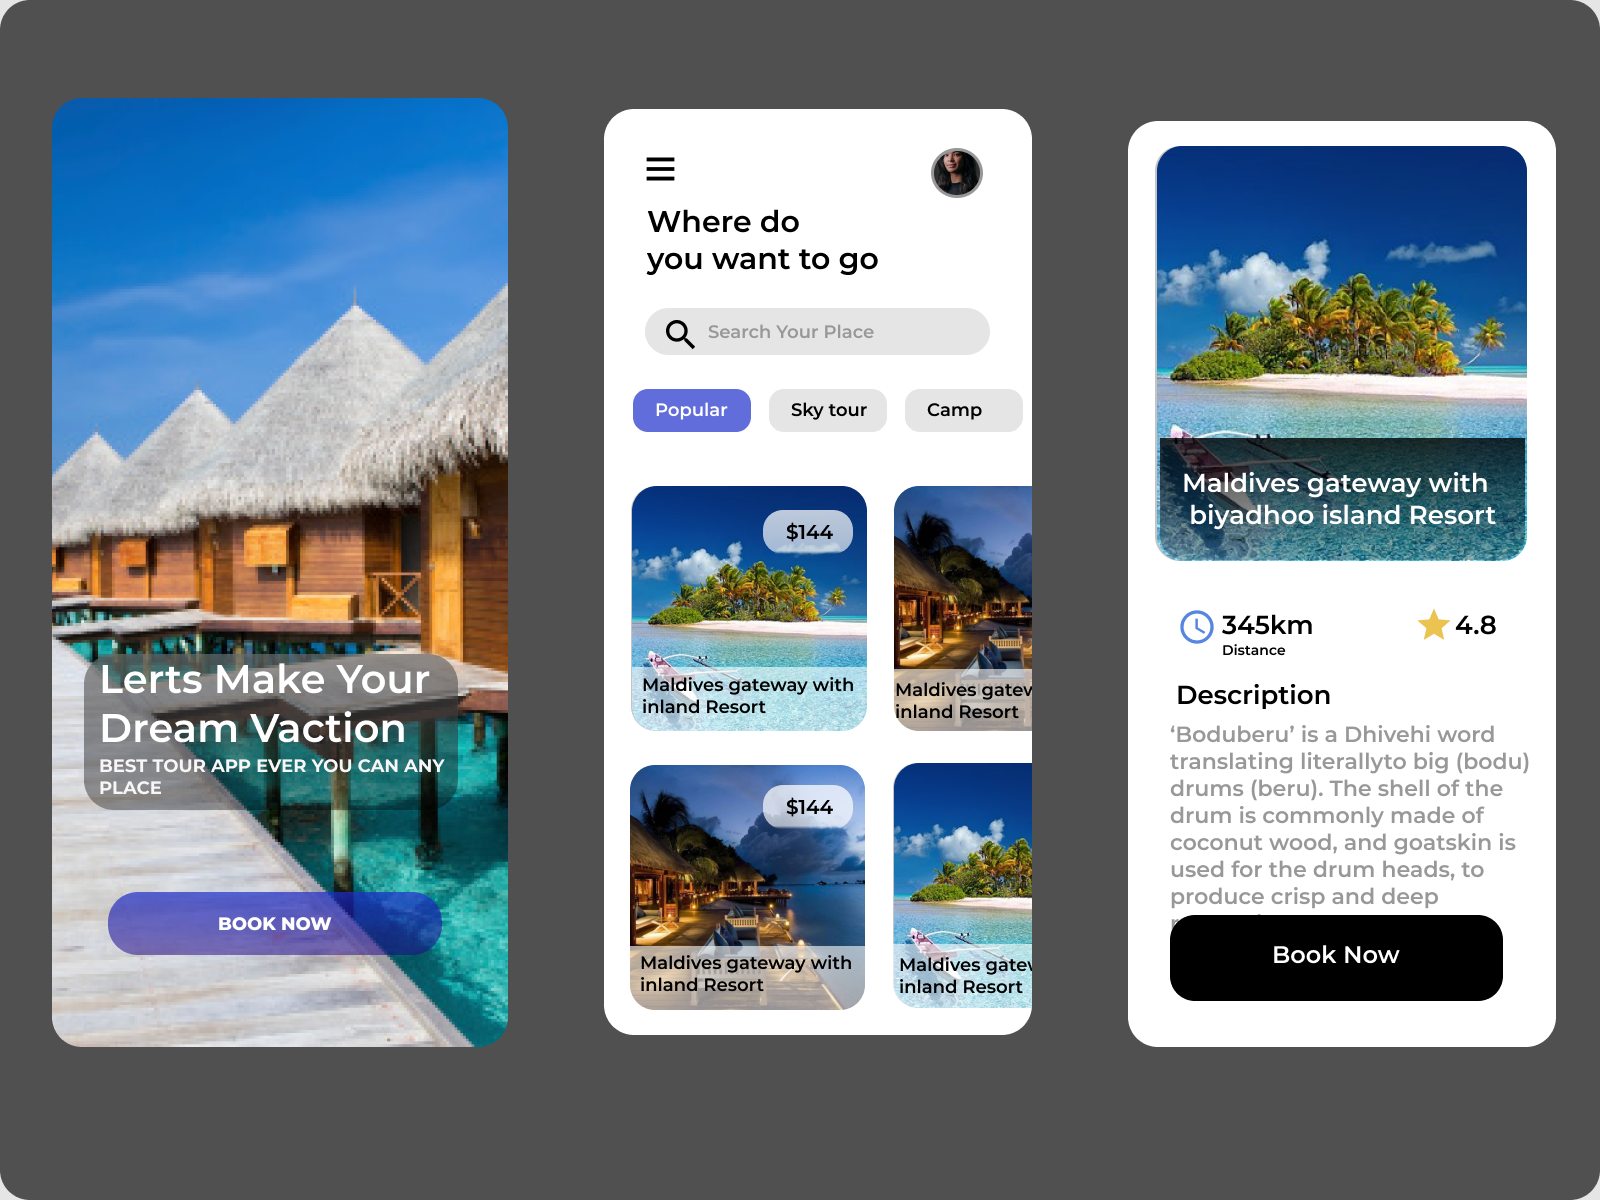 Lerts Make Your
Dream Vaction
BEST TOUR APP EVER YOU CAN ANY
PLACE
BOOK NOW
Where do
you want to go
Search Your Place
Popular
Sky tour
Camp
$144
Maldives gateway with
inland Resort
Maldives gatew
inland Resort
$144
Maldives gateway with
inland Resort
Maldives gatew
inland Resort
Maldives gateway with
biyadhoo island Resort
345km
Distance
4.8
Description
‘Boduberu’ is a Dhivehi word
translating literallyto big (bodu)
drums (beru). The shell of the
drum is commonly made of
coconut wood, and goatskin is
used for the drum heads, to
produce crisp and deep
Book Now